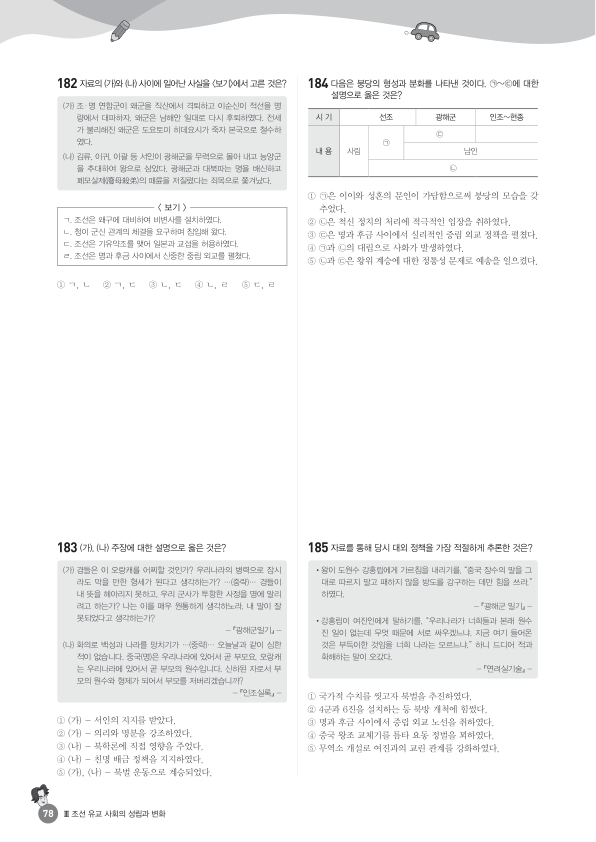 182 자료의 (가)와 (나) 사이에 일어난 사실을 〈보기〉에서 고른 것은?
(가) 조·명 연합군이 왜군을 직산에서 격퇴하고 이순신이 적선을 명
량에서 대파하자, 왜군은 남해안 일대로 다시 후퇴하였다. 전세
가 불리해진 왜군은 도요토미 히데요시가 죽자 본국으로 철수하
였다.
(나) 김류, 이귀, 이괄 등 서인이 광해군을 무력으로 몰아 내고 능양군
을 추대하여 왕으로 삼았다. 광해군과 대북파는 명을 배신하고
폐모살제(廢母殺弟)의 패륜을 저질렀다는 죄목으로 쫓겨났다.
〈 보기 〉
ㄱ. 조선은 왜구에 대비하여 비변사를 설치하였다.
ㄴ. 청이 군신 관계의 체결을 요구하며 침입해 왔다.
ㄷ. 조선은 기유약조를 맺어 일본과 교섭을 허용하였다.
ㄹ. 조선은 명과 후금 사이에서 신중한 중립 외교를 펼쳤다.
① ㄱ, ㄴ ② ㄱ, ㄷ ③ ㄴ, ㄷ ④ ㄴ, ㄹ ⑤ ㄷ, ㄹ
183 (가), (나) 주장에 대한 설명으로 옳은 것은?
(가) 경들은 이 오랑캐를 어찌할 것인가? 우리나라의 병력으로 잠시
라도 막을 만한 형세가 된다고 생각하는가? …(중략)… 경들이
내 뜻을 헤아리지 못하고, 우리 군사가 투항한 사정을 명에 알리
려고 하는가? 나는 이를 매우 원통하게 생각하노라. 내 말이 잘
못되었다고 생각하는가?
- 『광해군일기』 -
(나) 화의로 백성과 나라를 망치기가 …(중략)… 오늘날과 같이 심한
적이 없습니다. 중국(명)은 우리나라에 있어서 곧 부모요, 오랑캐
는 우리나라에 있어서 곧 부모의 원수입니다. 신하된 자로서 부
모의 원수와 형제가 되어서 부모를 저버리겠습니까?
- 『인조실록』 -
① (가) - 서인의 지지를 받았다.
② (가) - 의리와 명분을 강조하였다.
③ (나) - 북학론에 직접 영향을 주었다.
④ (나) - 친명 배금 정책을 지지하였다.
⑤ (가), (나) - 북벌 운동으로 계승되었다.
184 다음은 붕당의 형성과 분화를 나타낸 것이다. ㉠~㉢에 대한
설명으로 옳은 것은?
시 기 선조 광해군 인조~현종
내 용 사림 ㉠ ㉢
남인
㉡
① ㉠은 이이와 성혼의 문인이 가담함으로써 붕당의 모습을 갖
추었다.
② ㉡은 척신 정치의 처리에 적극적인 입장을 취하였다.
③ ㉢은 명과 후금 사이에서 실리적인 중립 외교 정책을 펼쳤다.
④ ㉠과 ㉡의 대립으로 사화가 발생하였다.
⑤ ㉡과 ㉢은 왕위 계승에 대한 정통성 문제로 예송을 일으켰다.
185 자료를 통해 당시 대외 정책을 가장 적절하게 추론한 것은?
• 왕이 도원수 강홍립에게 가르침을 내리기를, “중국 장수의 말을 그
대로 따르지 말고 패하지 않을 방도를 강구하는 데만 힘을 쓰라.”
하였다.
- 『광해군 일기』 -
• 강홍립이 여진인에게 말하기를, “우리나라가 너희들과 본래 원수
진 일이 없는데 무엇 때문에 서로 싸우겠느냐. 지금 여기 들어온
것은 부득이한 것임을 너희 나라는 모르느냐.” 하니 드디어 적과
화해하는 말이 오갔다.
- 『연려실기술』 -
① 국가적 수치를 씻고자 북벌을 추진하였다.
② 4군과 6진을 설치하는 등 북방 개척에 힘썼다.
③ 명과 후금 사이에서 중립 외교 노선을 취하였다.
④ 중국 왕조 교체기를 틈타 요동 정벌을 꾀하였다.
⑤ 무역소 개설로 여진과의 교린 관계를 강화하였다.
78 Ⅲ 조선 유교 사회의 성립과 변화